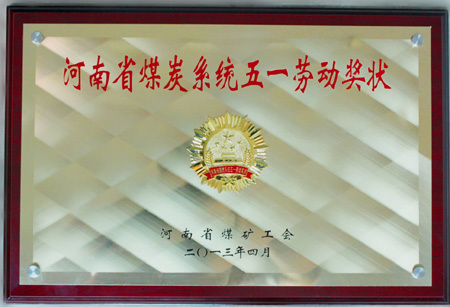 河南省煤炭系统五一劳动奖状
河南省煤矿工会
二〇一三年四月